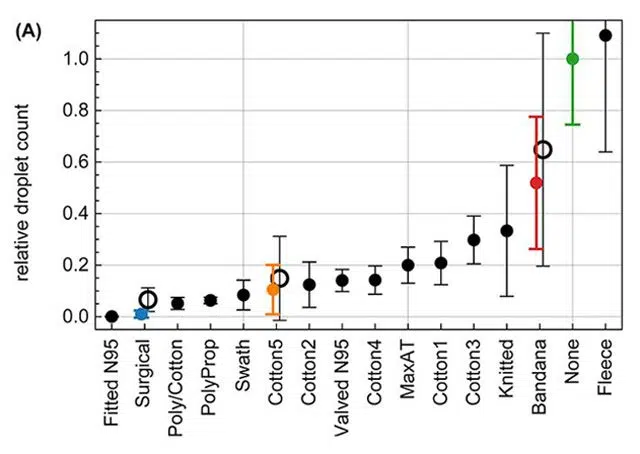 (A)
relative droplet count
1.0
0.8
0.6
0.4
0.2
0.0
Fitted N95
Surgical
Poly/Cotton
PolyProp
Swath
Cotton5
Cotton2
Valved N95
Cotton4
MaxAT
Cotton1
Cotton3
Knitted
Bandana
None
Fleece